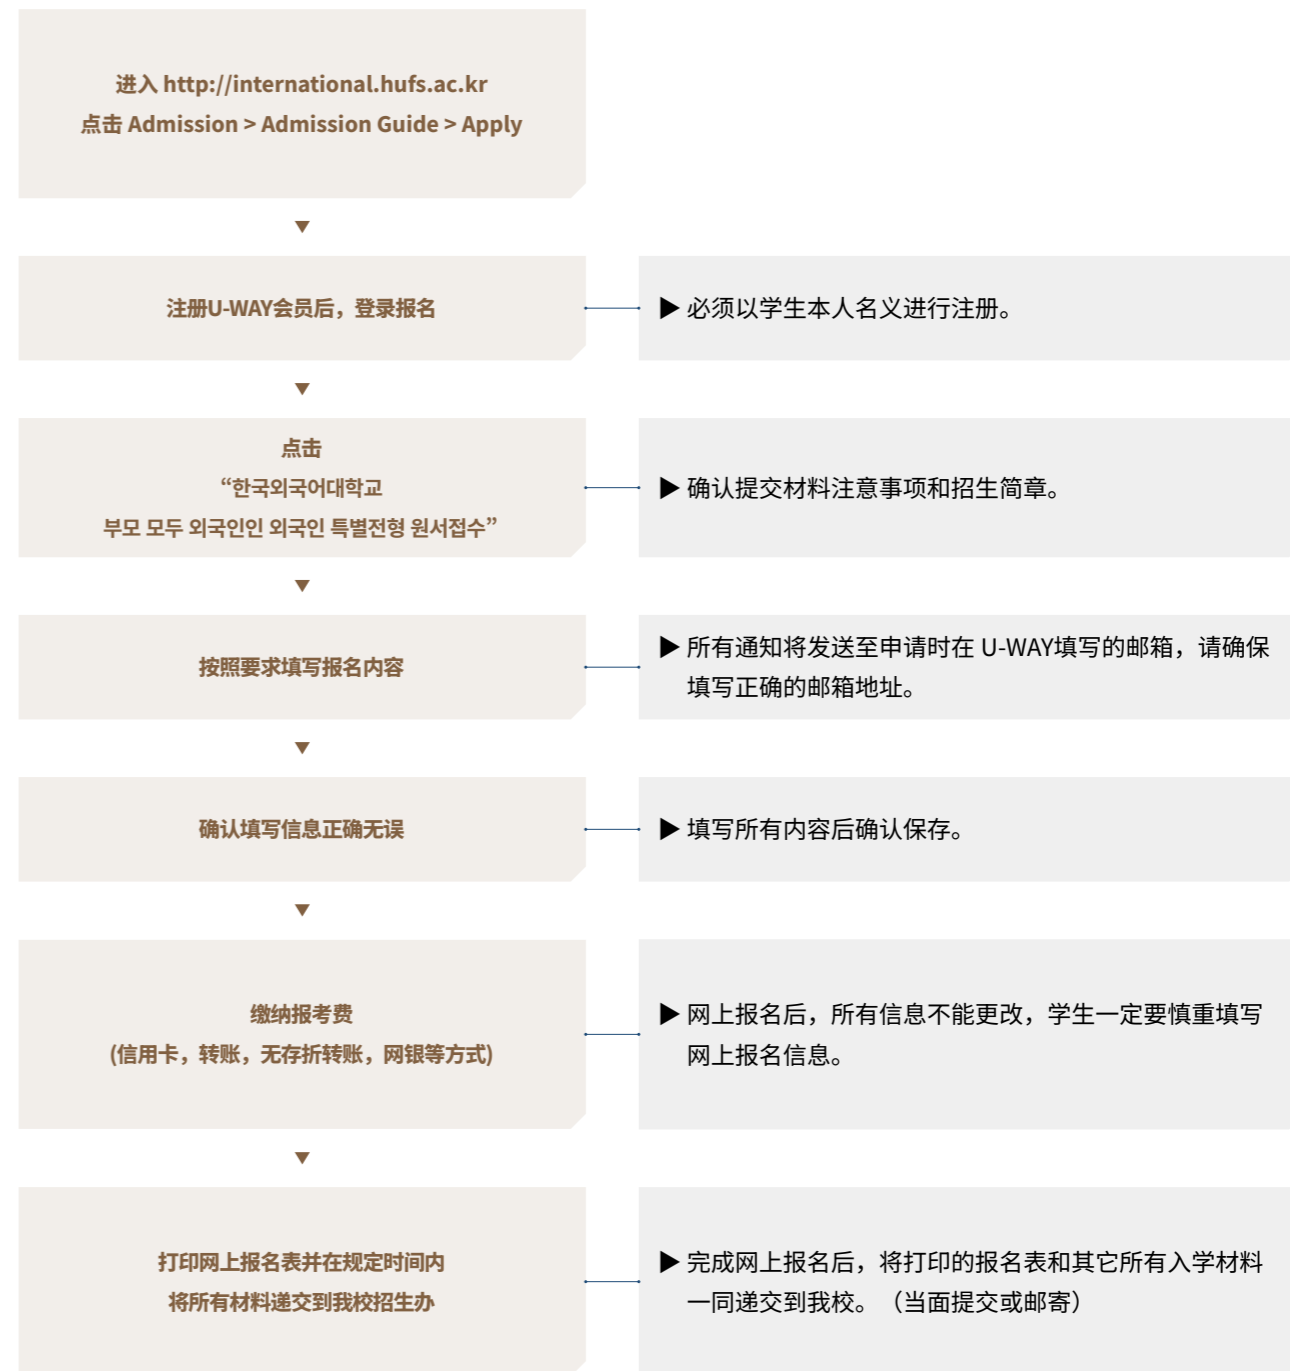 进入 http://international.hufs.ac.kr
点击 Admission > Admission Guide > Apply
▼
注册U-WAY会员后，登录报名
▶ 必须以学生本人名义进行注册。
▼
点击
“한국외국어대학교
부모 모두 외국인인 외국인 특별전형 원서접수”
▶ 确认提交材料注意事项和招生简章。
▼
按照要求填写报名内容
▶ 所有通知将发送至申请时在 U-WAY填写的邮箱，请确保
填写正确的邮箱地址。
▼
确认填写信息正确无误
▶ 填写所有内容后确认保存。
▼
缴纳报考费
(信用卡，转账，无存折转账，网银等方式)
▶ 网上报名后，所有信息不能更改，学生一定要慎重填写
网上报名信息。
▼
打印网上报名表并在规定时间内
将所有材料递交到我校招生办
▶ 完成网上报名后，将打印的报名表和其它所有入学材料
一同递交到我校。（当面提交或邮寄）